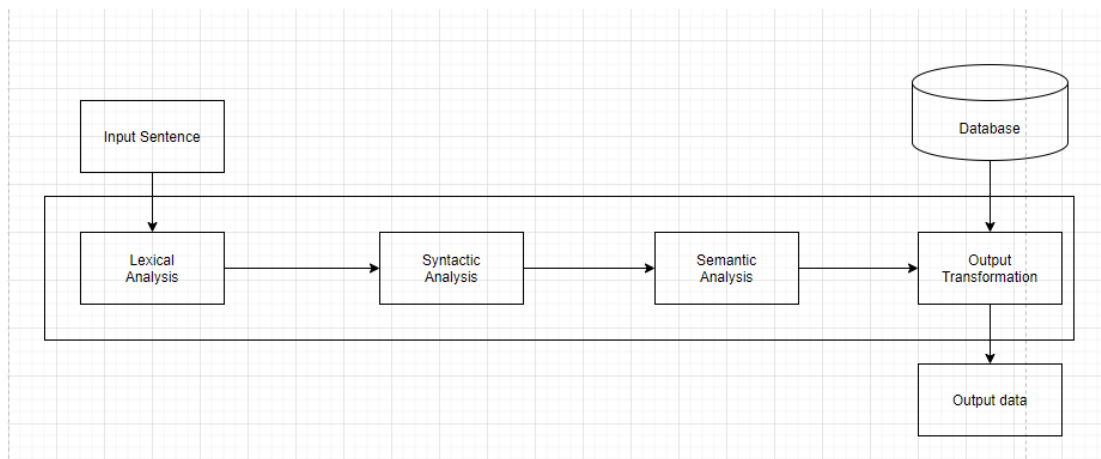 Input Sentence
Database
Lexical
Analysis
Syntactic
Analysis
Semantic
Analysis
Output
Transformation
Output data